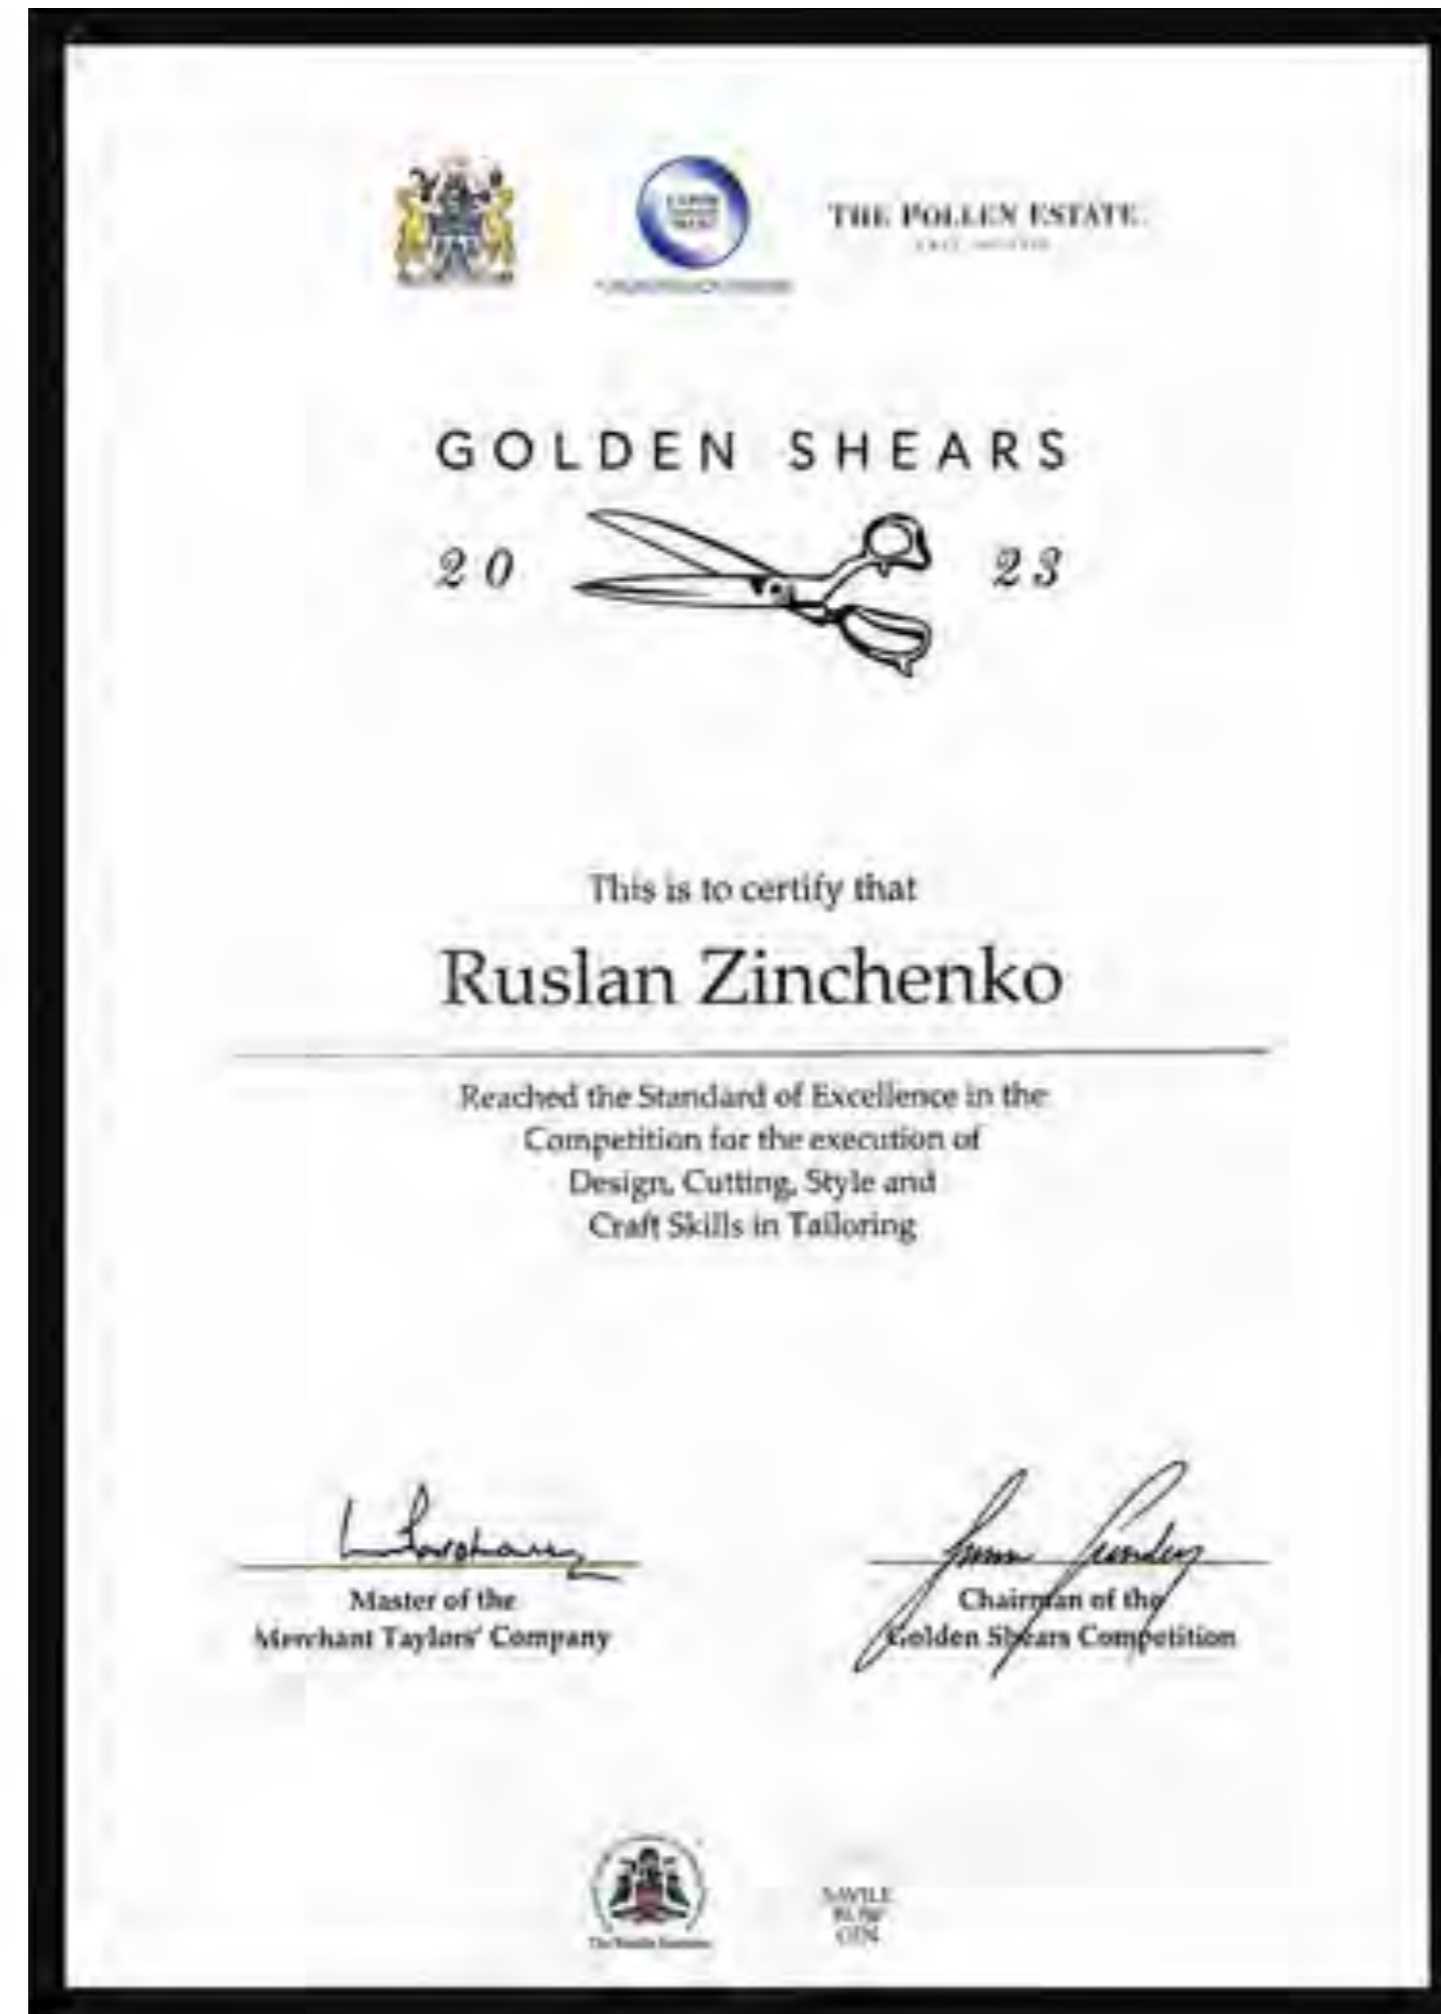 THE POLLEN ESTATE
GOLDEN SHEARS
20 23
This is to certify that
Ruslan Zinchenko
Reached the Standard of Excellence in the
Competition for the execution of
Design, Cutting, Style and
Craft Skills in Tailoring
Master of the
Merchant Taylors' Company
Chairman of the
Golden Shears Competition
SAVILE
ROW
GIN